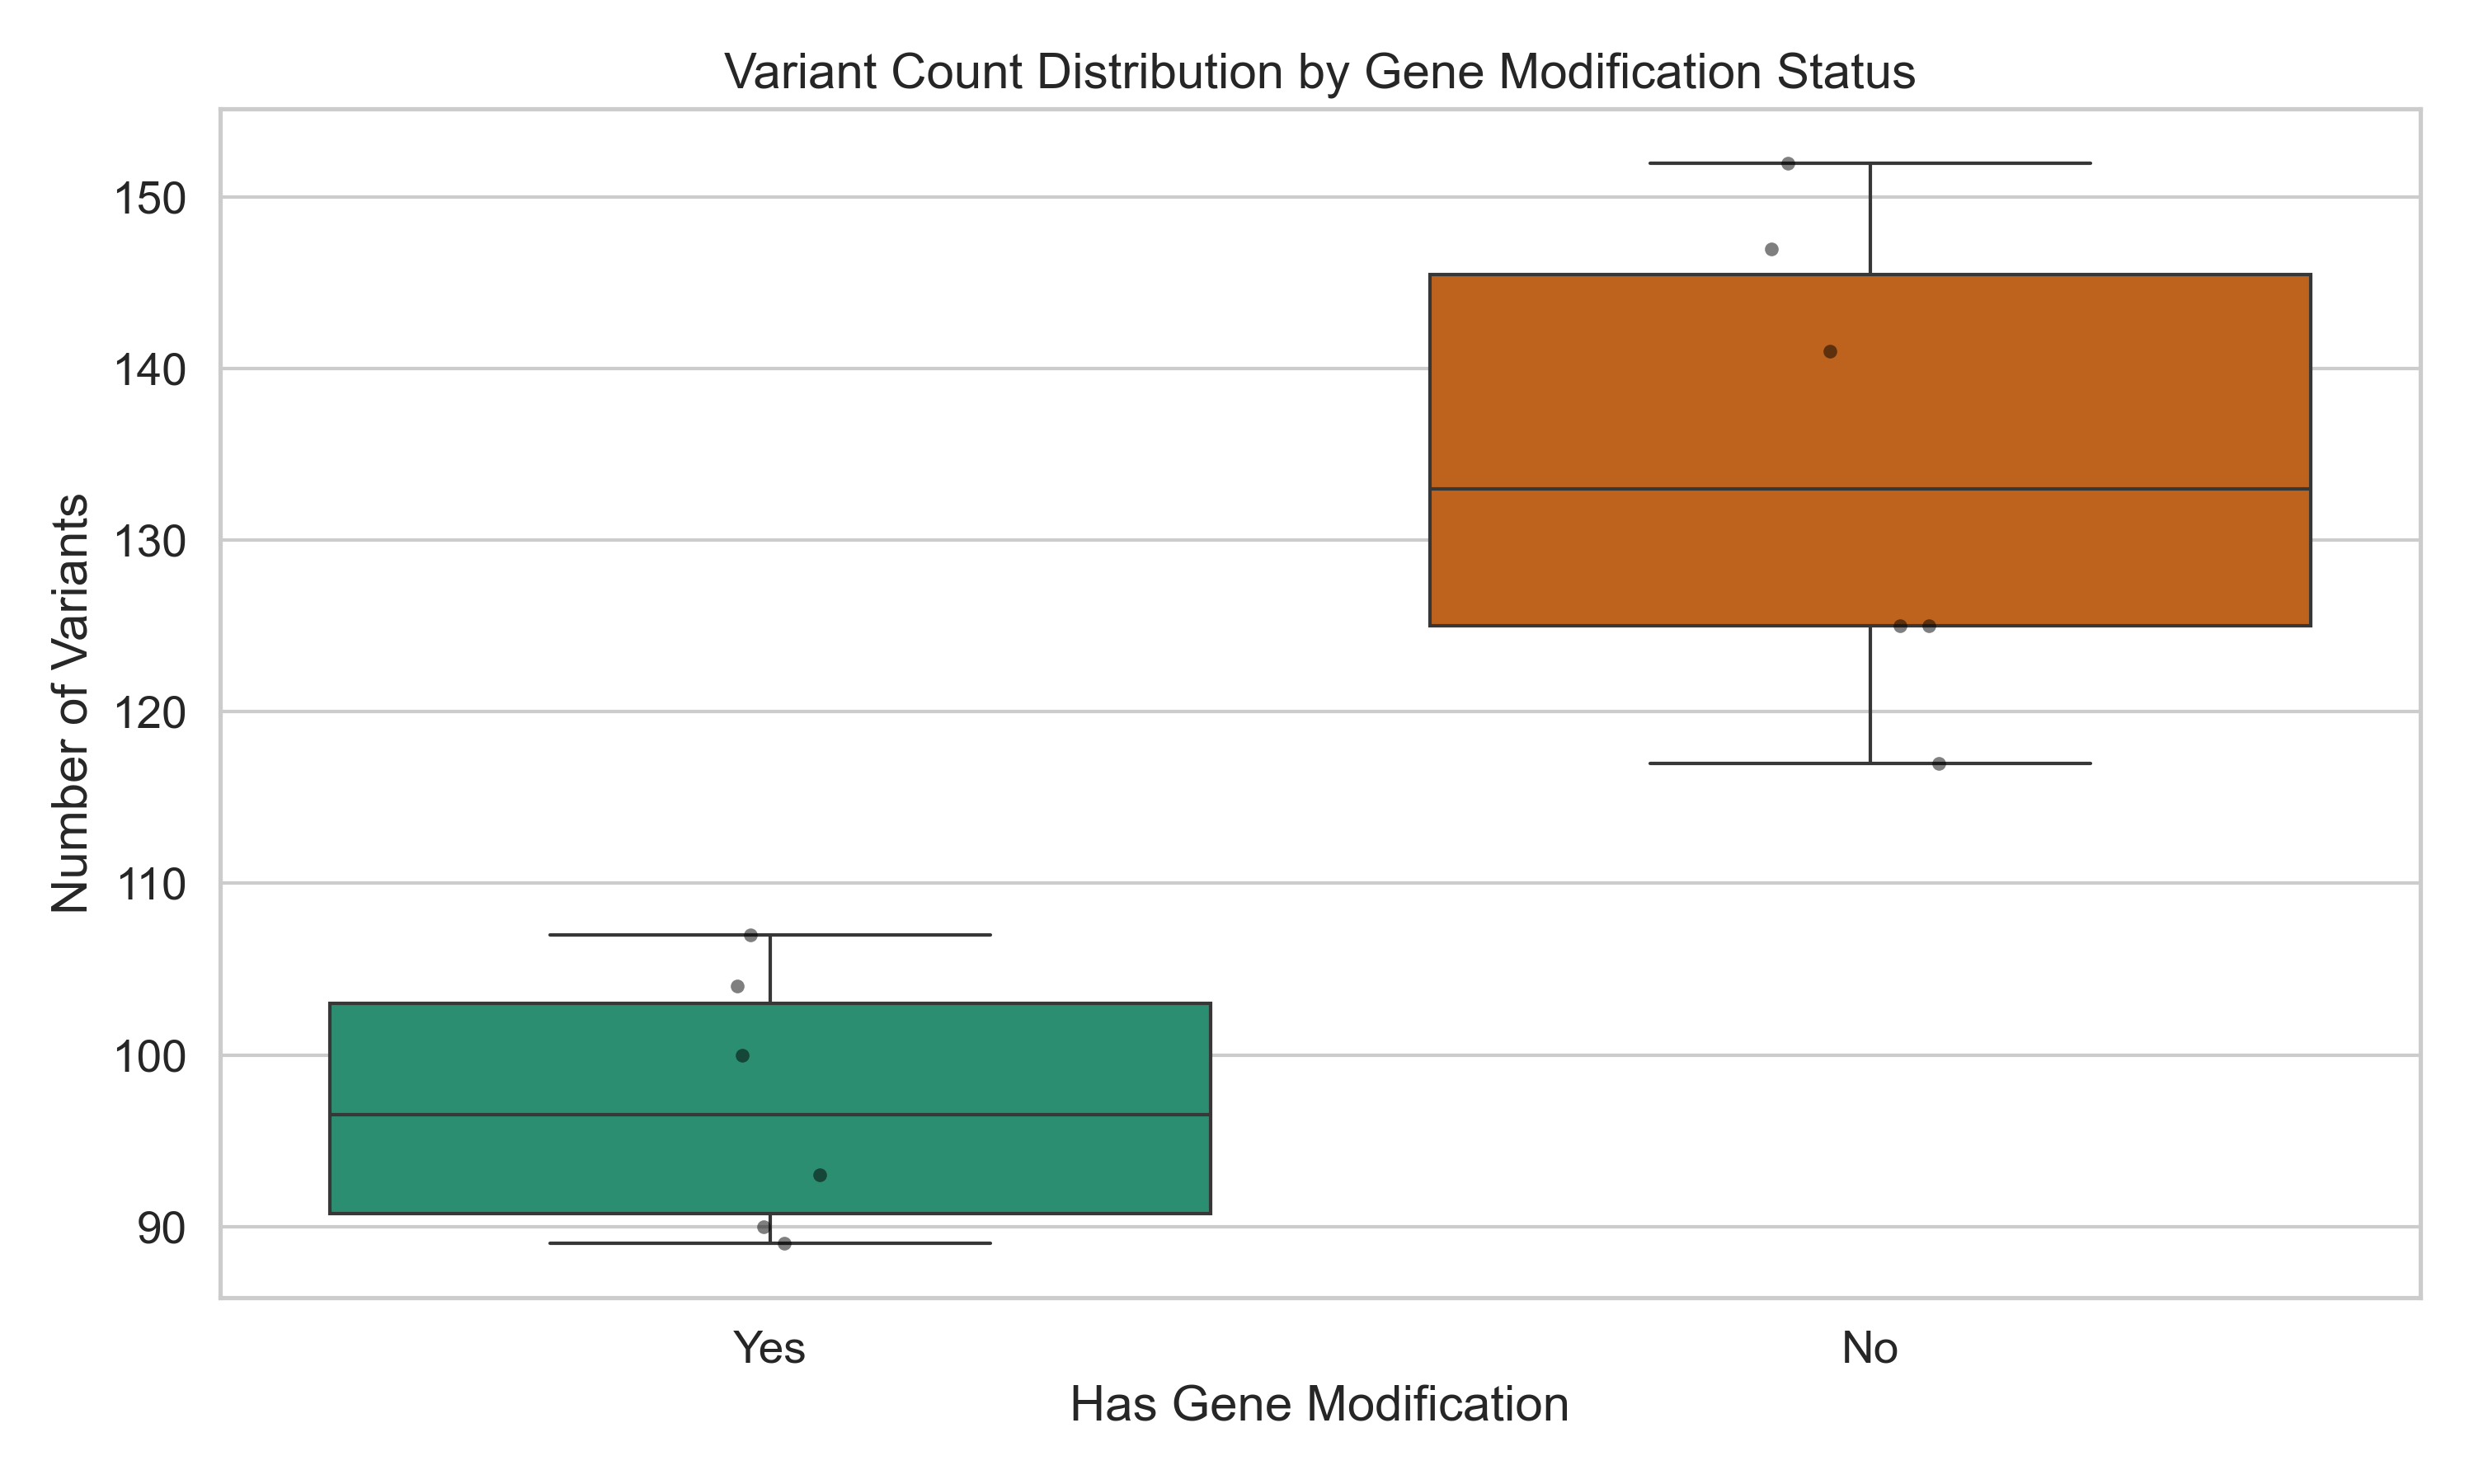 Variant Count Distribution by Gene Modification Status
Number of Variants
150
140
130
120
110
100
90
Yes
No
Has Gene Modification